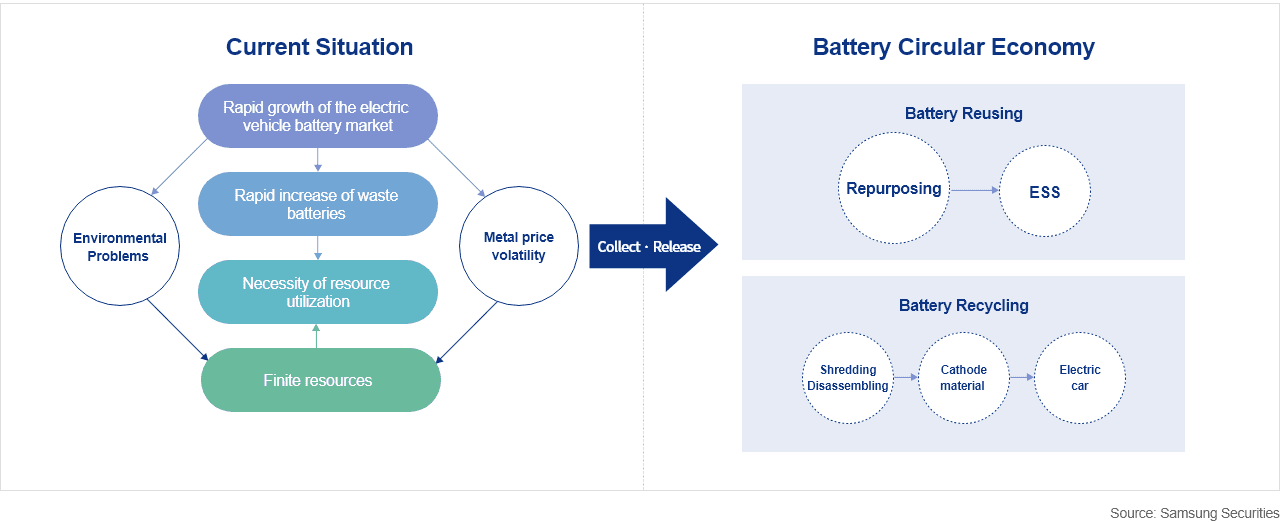 Current Situation
Rapid growth of the electric
vehicle battery market
Rapid increase of waste
batteries
Environmental
Problems
Metal price
volatility
Necessity of resource
utilization
Finite resources
Collect · Release
Battery Circular Economy
Battery Reusing
Repurposing
ESS
Battery Recycling
Shredding
Disassembling
Cathode
material
Electric
car
Source: Samsung Securities